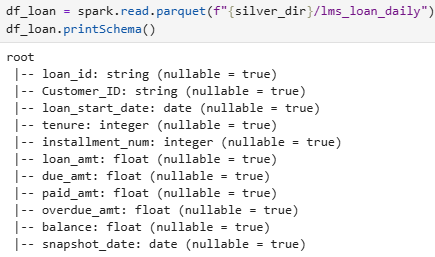 df_loan = spark.read.parquet(f"{silver_dir}/lms_loan_daily")
df_loan.printSchema()
root
 |-- loan_id: string (nullable = true)
 |-- Customer_ID: string (nullable = true)
 |-- loan_start_date: date (nullable = true)
 |-- tenure: integer (nullable = true)
 |-- installment_num: integer (nullable = true)
 |-- loan_amt: float (nullable = true)
 |-- due_amt: float (nullable = true)
 |-- paid_amt: float (nullable = true)
 |-- overdue_amt: float (nullable = true)
 |-- balance: float (nullable = true)
 |-- snapshot_date: date (nullable = true)